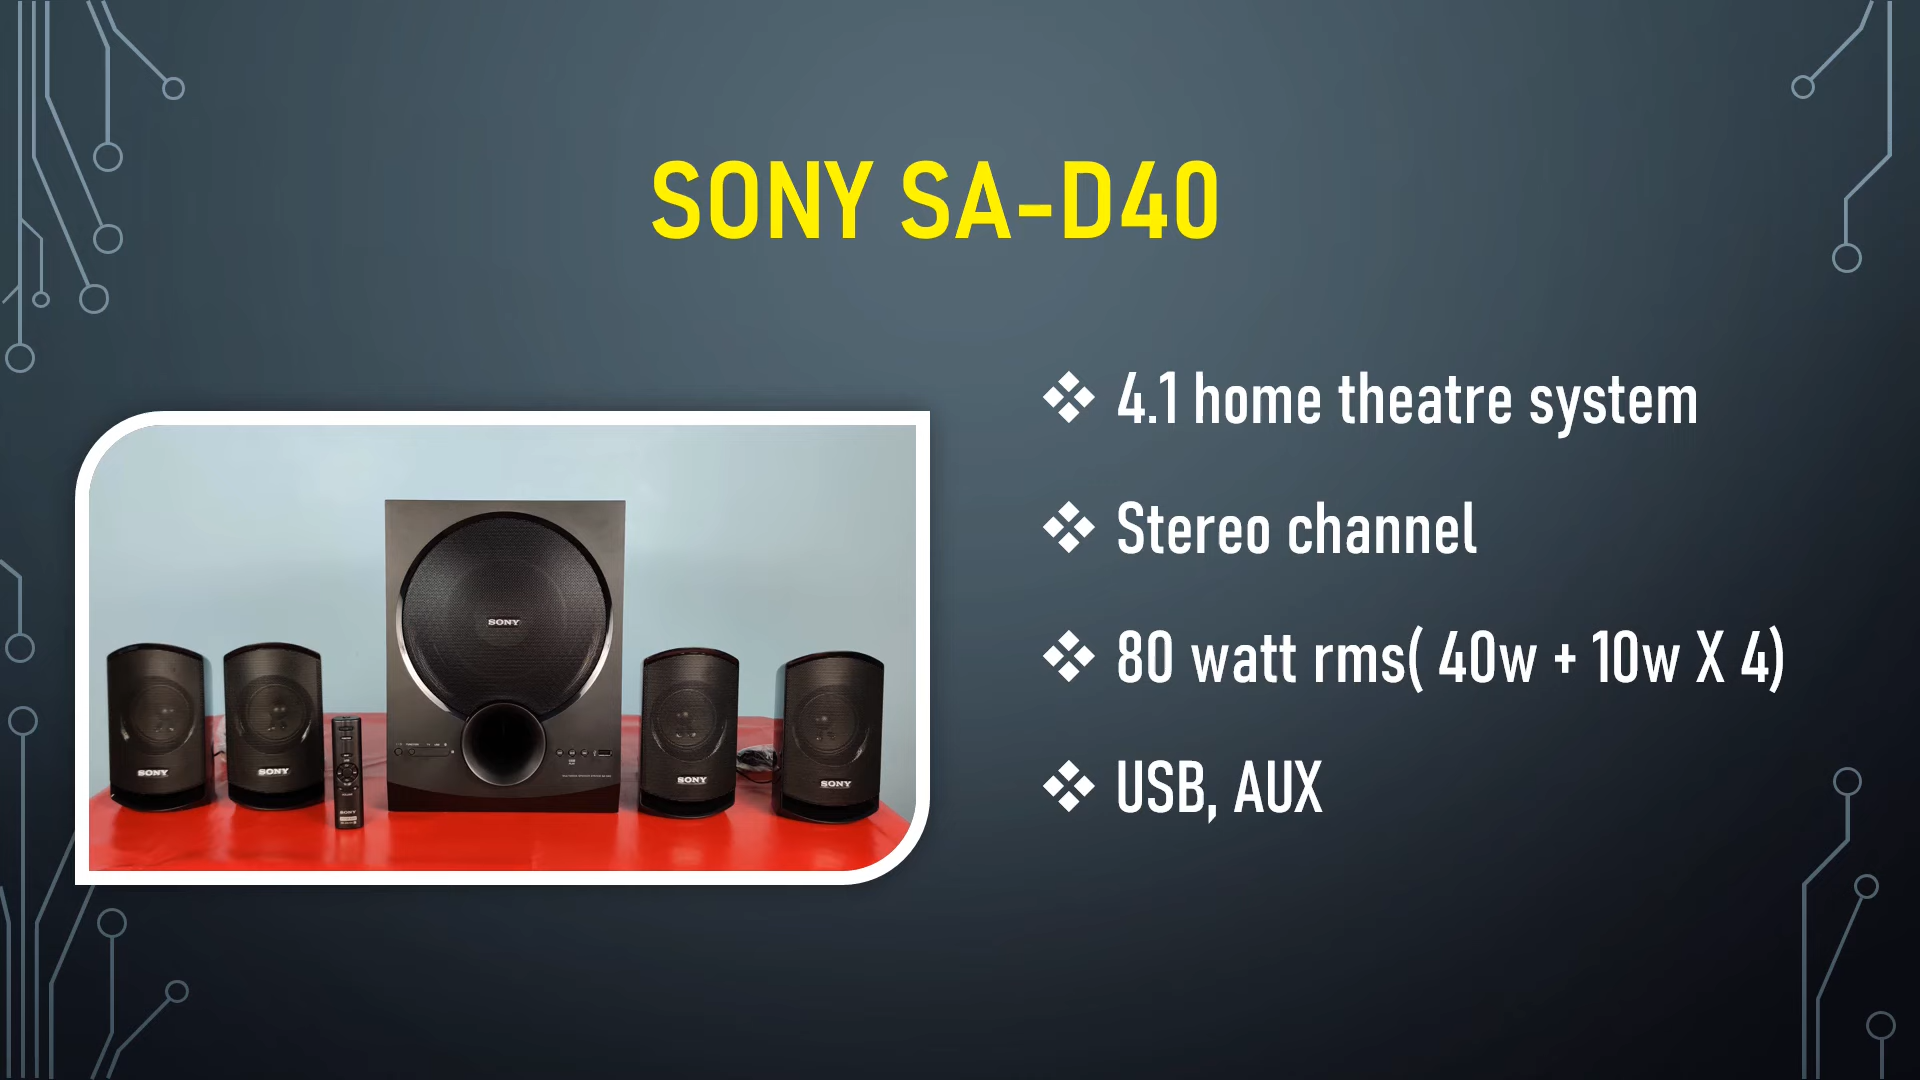 SONY SA-D40
4.1 home theatre system
Stereo channel
80 watt rms( 40w + 10w X 4)
USB, AUX
SONY
SONY
SONY
SONY
SONY
SONY